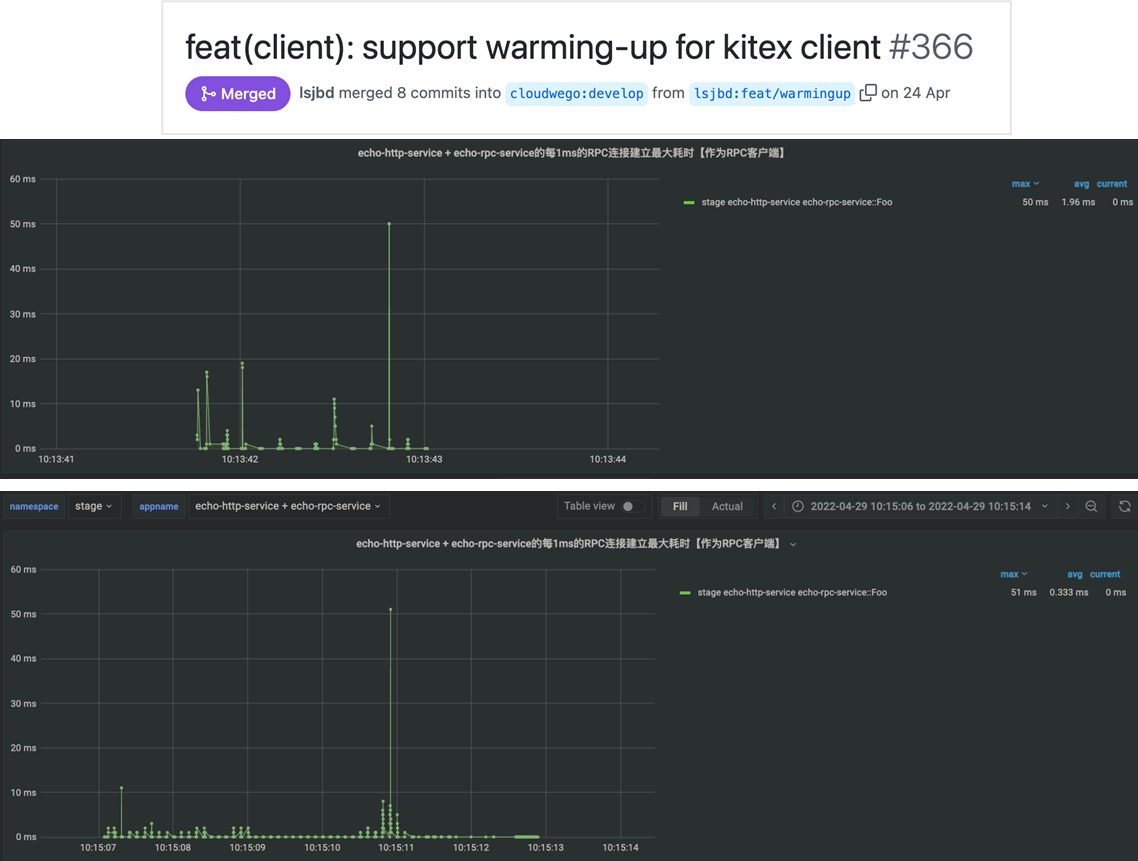 feat(client): support warming-up for kitex client #366
Merged lsjbd merged 8 commits into cloudwego:develop from lsjbd:feat/warmingup on 24 Apr
echo-http-service + echo-rpc-service的每1ms的RPC连接建立最大耗时【作为RPC客户端】
max avg current
stage echo-http-service echo-rpc-service::Foo 50 ms 1.96 ms 0 ms
60 ms
50 ms
40 ms
30 ms
20 ms
10 ms
0 ms
10:13:41 10:13:42 10:13:43 10:13:44
namespace stage appname echo-http-service + echo-rpc-service Table view Fill Actual 2022-04-29 10:15:06 to 2022-04-29 10:15:14
echo-http-service + echo-rpc-service的每1ms的RPC连接建立最大耗时【作为RPC客户端】
max avg current
stage echo-http-service echo-rpc-service::Foo 51 ms 0.333 ms 0 ms
60 ms
50 ms
40 ms
30 ms
20 ms
10 ms
0 ms
10:15:07 10:15:08 10:15:09 10:15:10 10:15:11 10:15:12 10:15:13 10:15:14